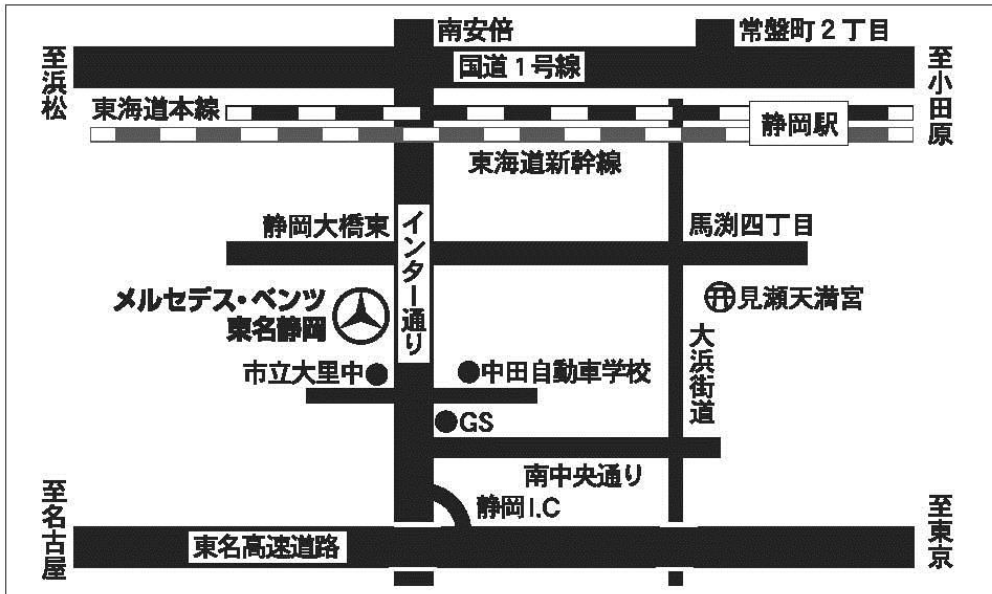 南安倍
常盤町2丁目
至浜松
国道1号線
至小田原
東海道本線
静岡駅
東海道新幹線
静岡大橋東
インター通り
馬渕四丁目
メルセデス・ベンツ
東名静岡
見瀬天満宮
大浜街道
市立大里中
中田自動車学校
GS
南中央通り
静岡I.C
至名古屋
東名高速道路
至東京